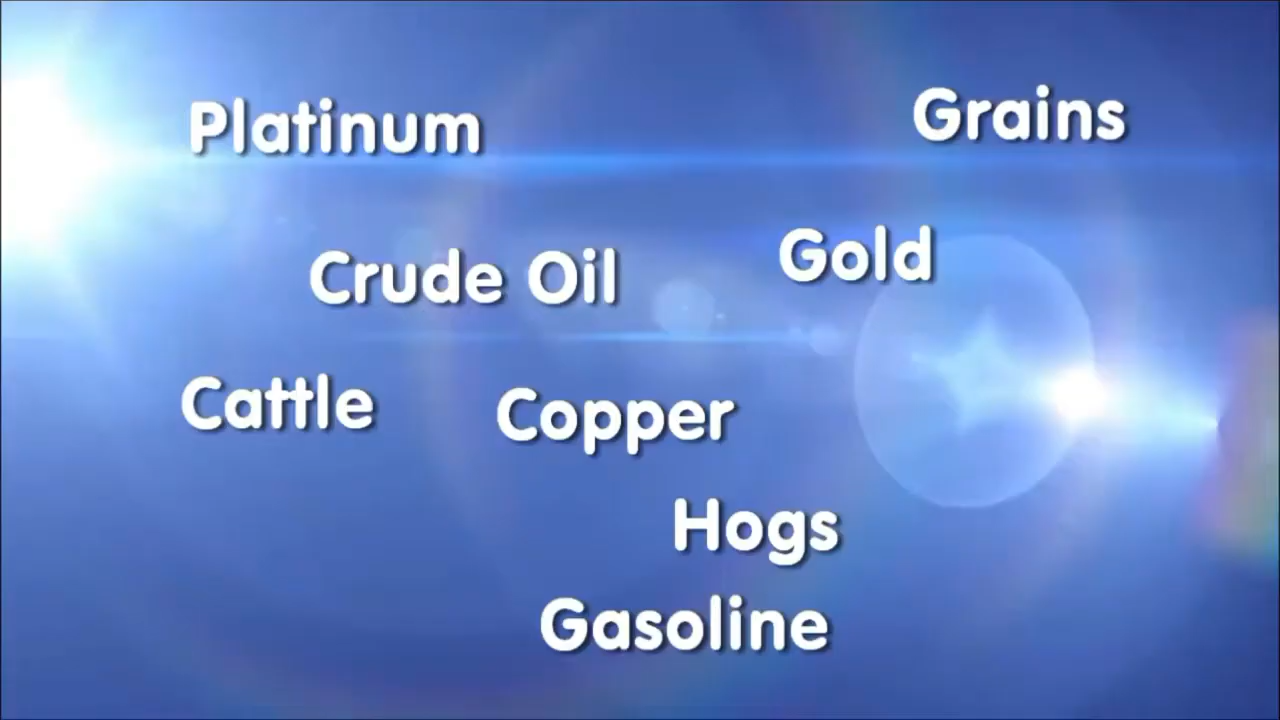 Platinum
Grains
Crude Oil
Gold
Cattle
Copper
Hogs
Gasoline